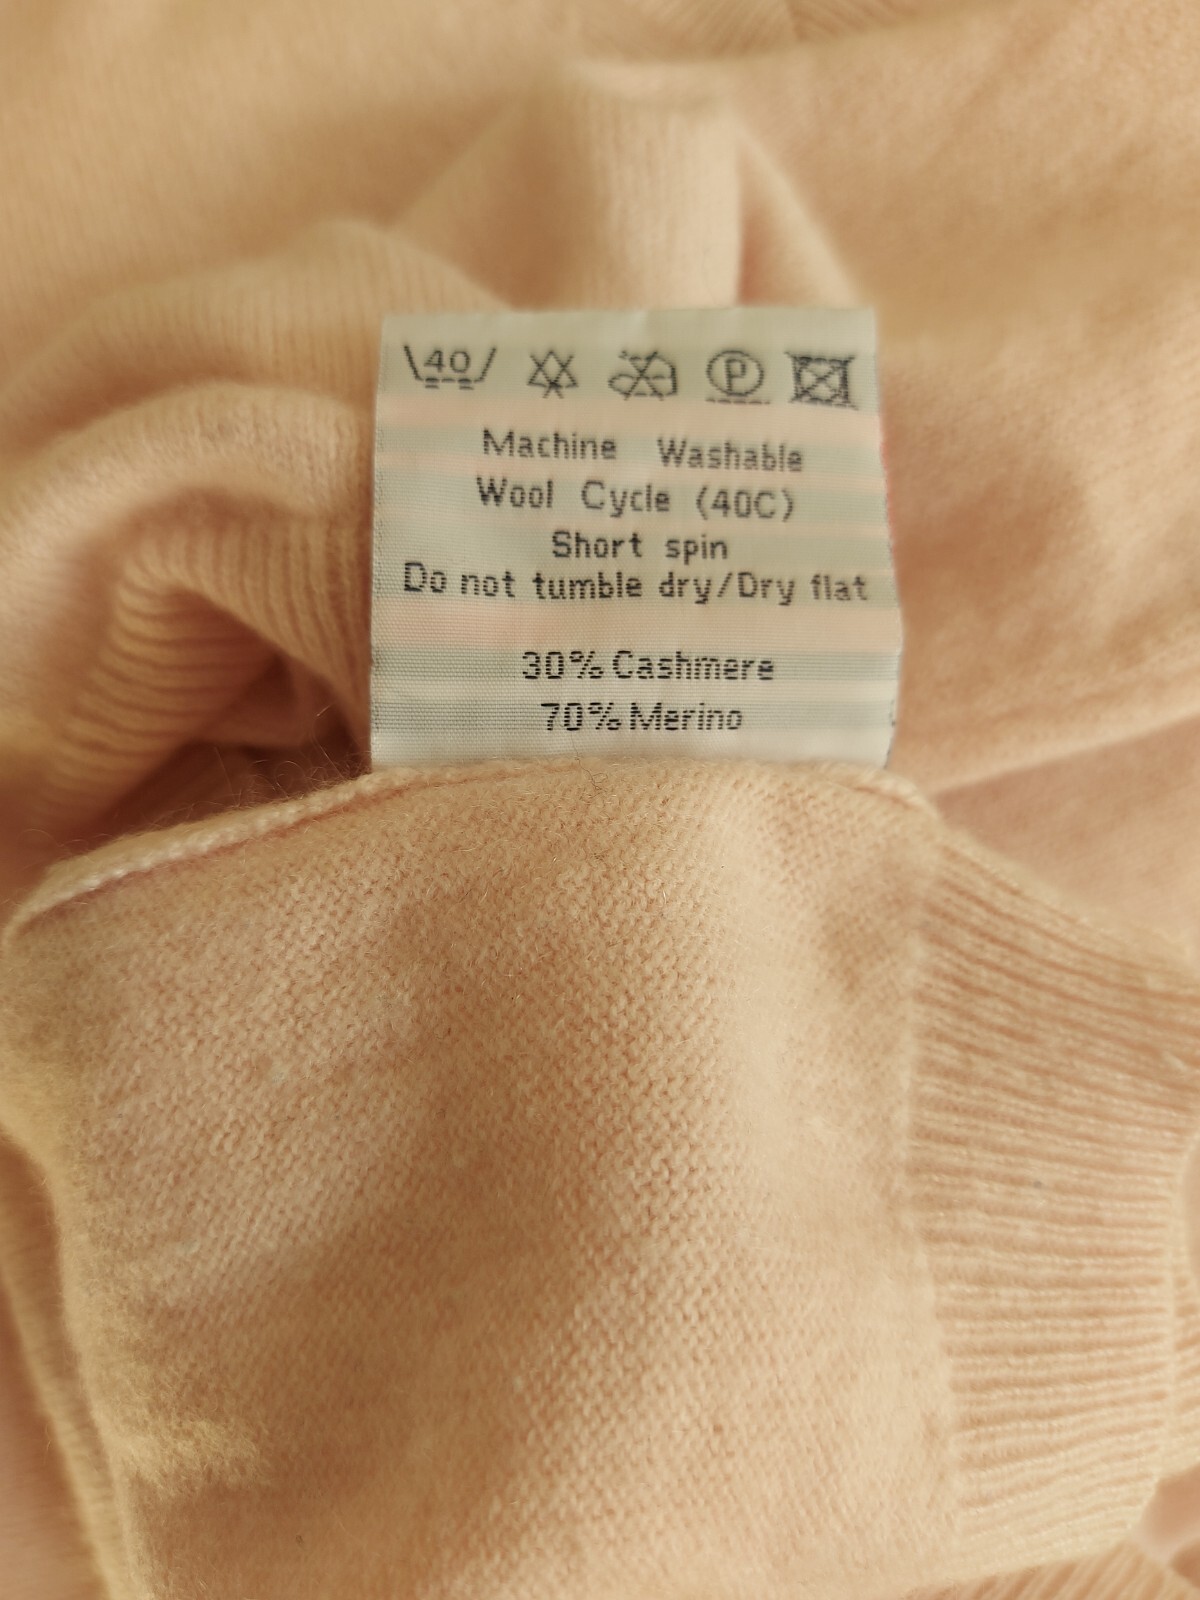 40
P
Machine Washable
Wool Cycle (40C)
Short spin
Do not tumble dry/Dry flat
30% Cashmere
70% Merino